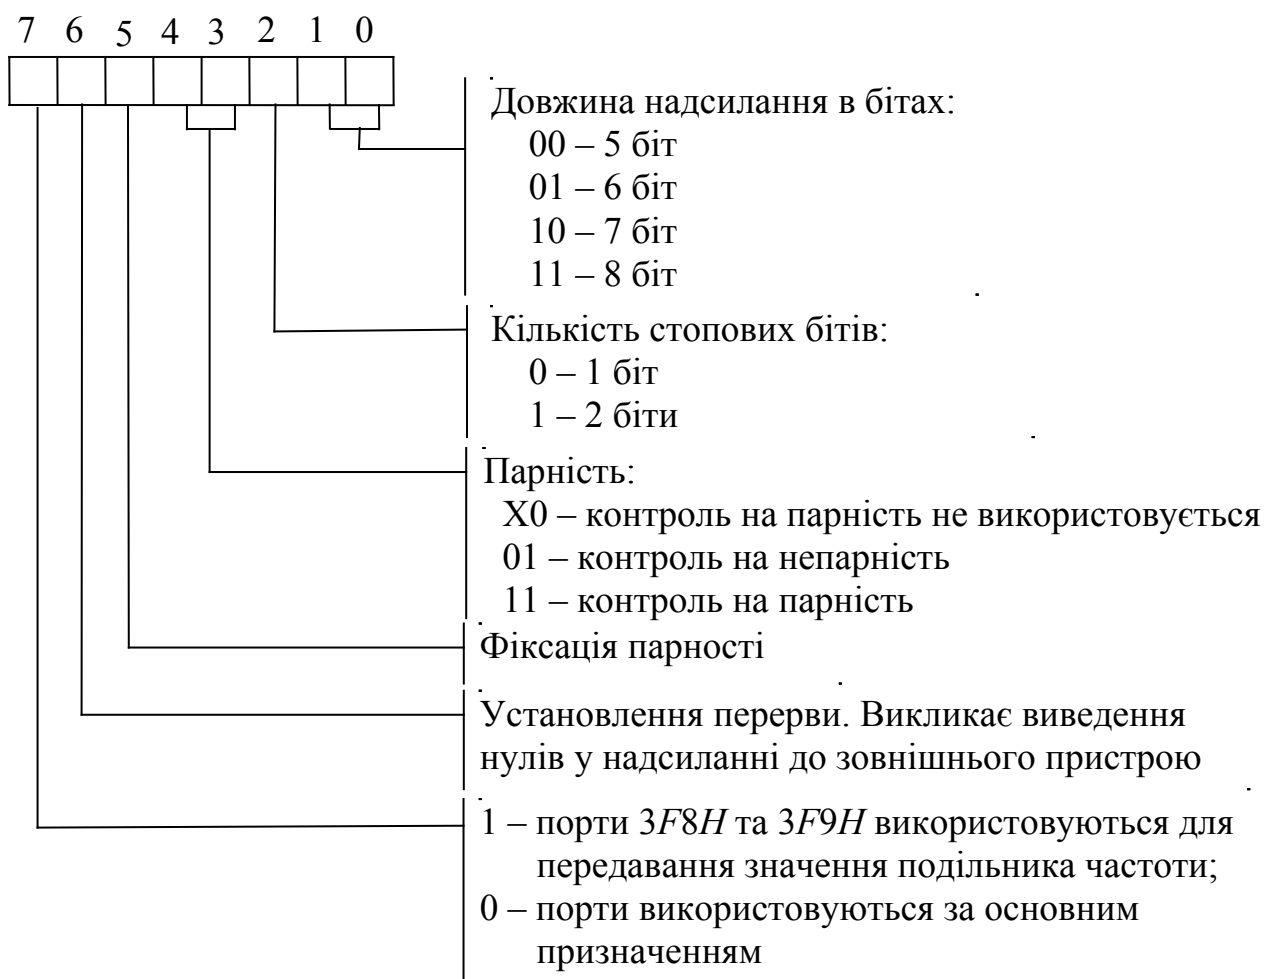 7 6 5 4 3 2 1 0
Довжина надсилання в бітах:
00 – 5 біт
01 – 6 біт
10 – 7 біт
11 – 8 біт
Кількість стопових бітів:
0 – 1 біт
1 – 2 біти
Парність:
X0 – контроль на парність не використовується
01 – контроль на непарність
11 – контроль на парність
Фіксація парності
Установлення перерви. Викликає виведення
нулів у надсиланні до зовнішнього пристрою
1 – порти 3F8H та 3F9H використовуються для
передавання значення подільника частоти;
0 – порти використовуються за основним
призначенням